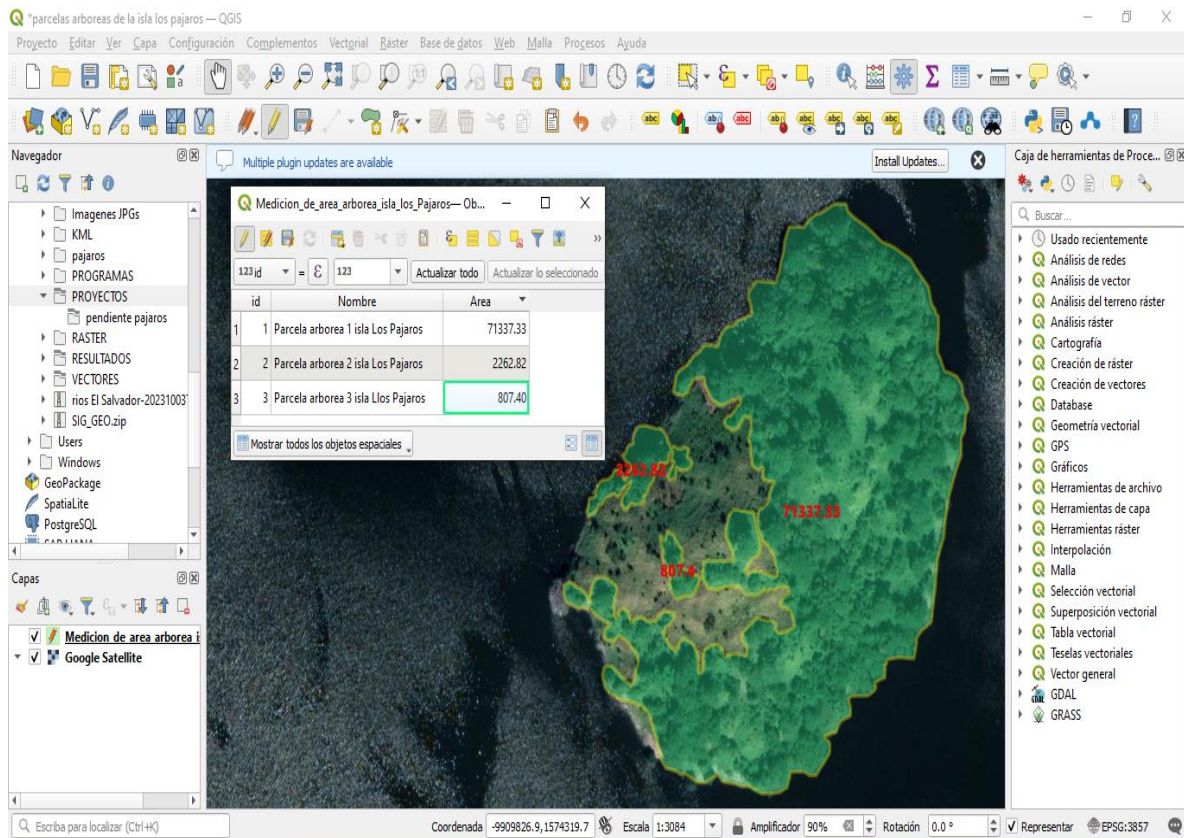 *parcelas arboreas de la isla los pajaros — QGIS
Proyecto Editar Ver Capa Configuración Complementos Vectorial Ráster Base de datos Web Malla Procesos Ayuda
Navegador
Imagenes JPGs
KML
pajaros
PROGRAMAS
PROYECTOS
pendiente pajaros
RASTER
RESULTADOS
VECTORES
rios El Salvador-20231003
SIG_GEO.zip
Users
Windows
GeoPackage
SpatiaLite
PostgreSQL
Capas
Medicion de area arborea i
Google Satellite
Multiple plugin updates are available
Install Updates...
Medicion_de_area_arborea_isla_los_Pajaros— Ob...
123 id = ε 123 Actualizar todo Actualizar lo seleccionado
id Nombre Area
1 1 Parcela arborea 1 isla Los Pajaros 71337.33
2 2 Parcela arborea 2 isla Los Pajaros 2262.82
3 3 Parcela arborea 3 isla Llos Pajaros 807.40
Mostrar todos los objetos espaciales
2262.82
71337.33
807.4
Caja de herramientas de Proce...
Buscar...
Usado recientemente
Análisis de redes
Análisis de vector
Análisis del terreno ráster
Análisis ráster
Cartografía
Creación de ráster
Creación de vectores
Database
Geometría vectorial
GPS
Gráficos
Herramientas de archivo
Herramientas de capa
Herramientas ráster
Interpolación
Malla
Selección vectorial
Superposición vectorial
Tabla vectorial
Teselas vectoriales
Vector general
GDAL
GRASS
Escriba para localizar (Ctrl+K)
Coordenada -9909826.9,1574319.7 Escala 1:3084 Amplificador 90% Rotación 0.0 ° Representar EPSG:3857